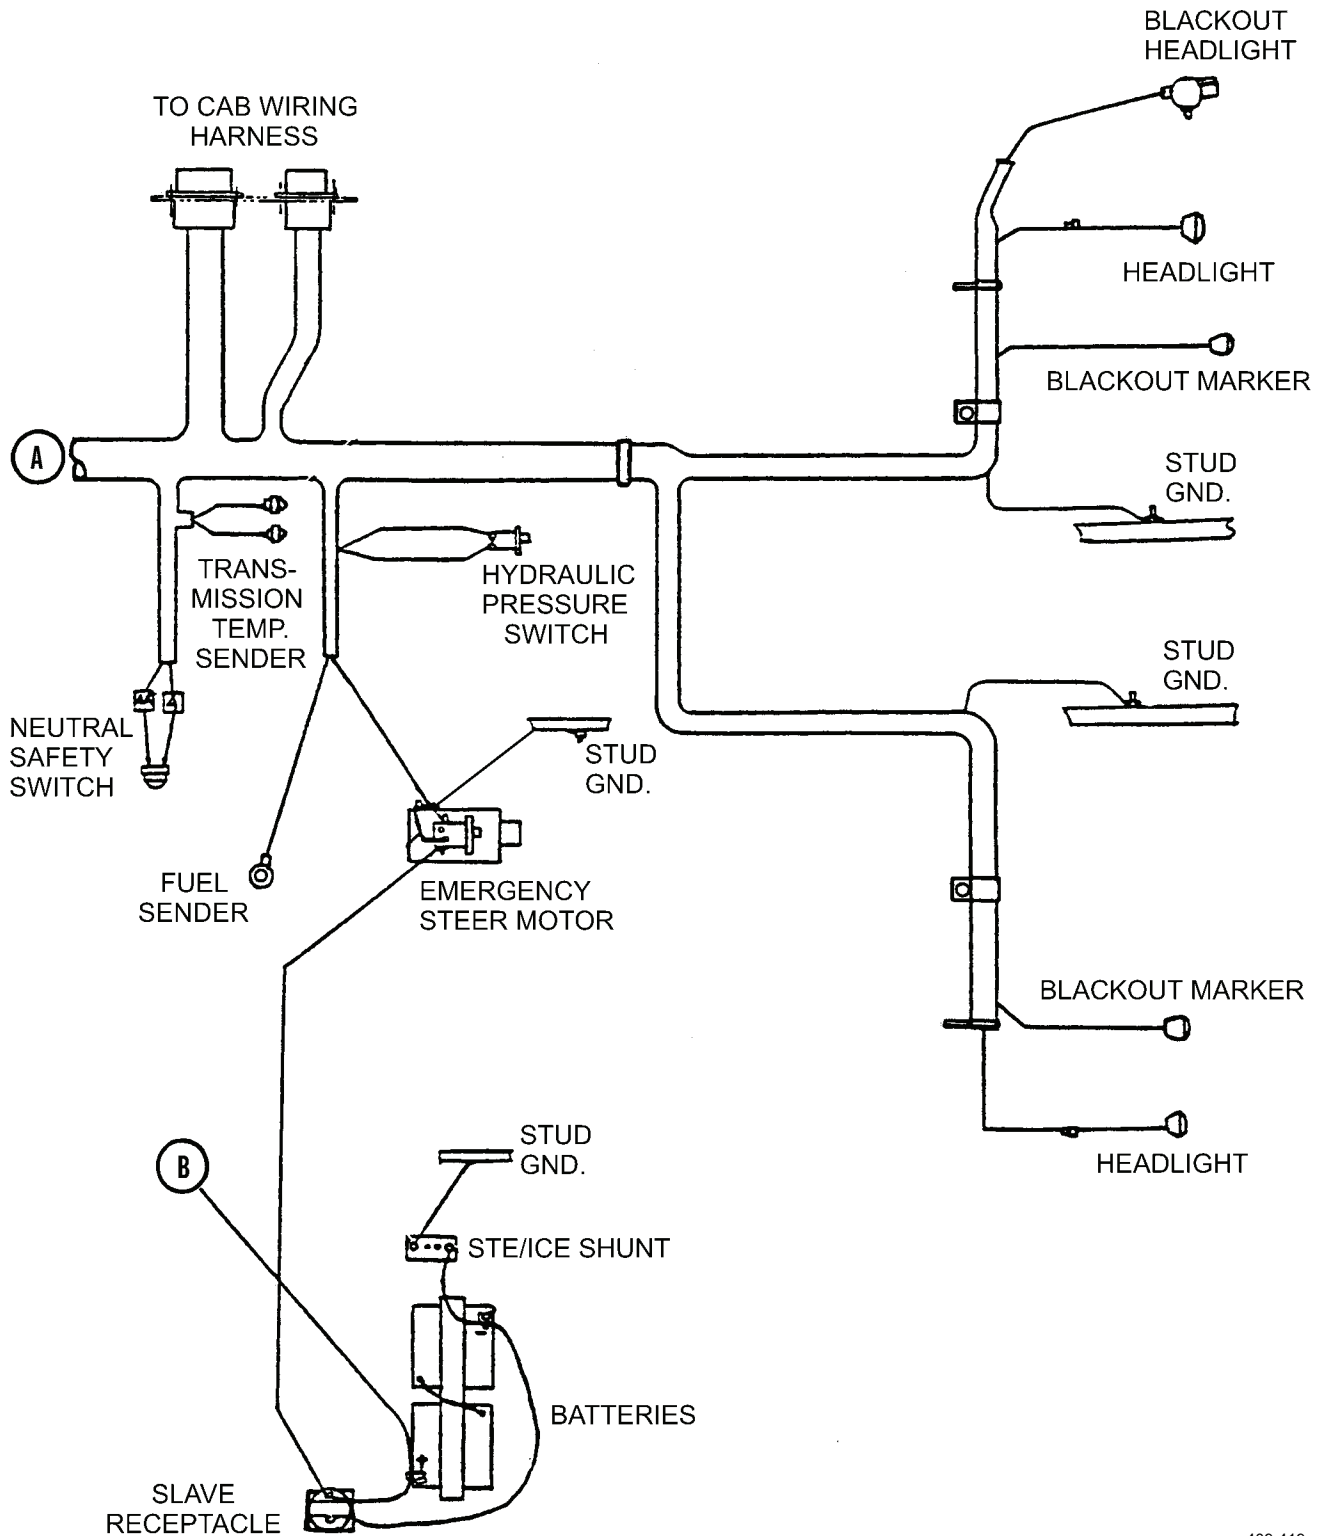 BLACKOUT
HEADLIGHT
TO CAB WIRING
HARNESS
HEADLIGHT
BLACKOUT MARKER
A
STUD
GND.
TRANS-
MISSION
TEMP.
SENDER
HYDRAULIC
PRESSURE
SWITCH
STUD
GND.
NEUTRAL
SAFETY
SWITCH
STUD
GND.
FUEL
SENDER
EMERGENCY
STEER MOTOR
BLACKOUT MARKER
B
STUD
GND.
HEADLIGHT
STE/ICE SHUNT
-
BATTERIES
+
SLAVE
RECEPTACLE